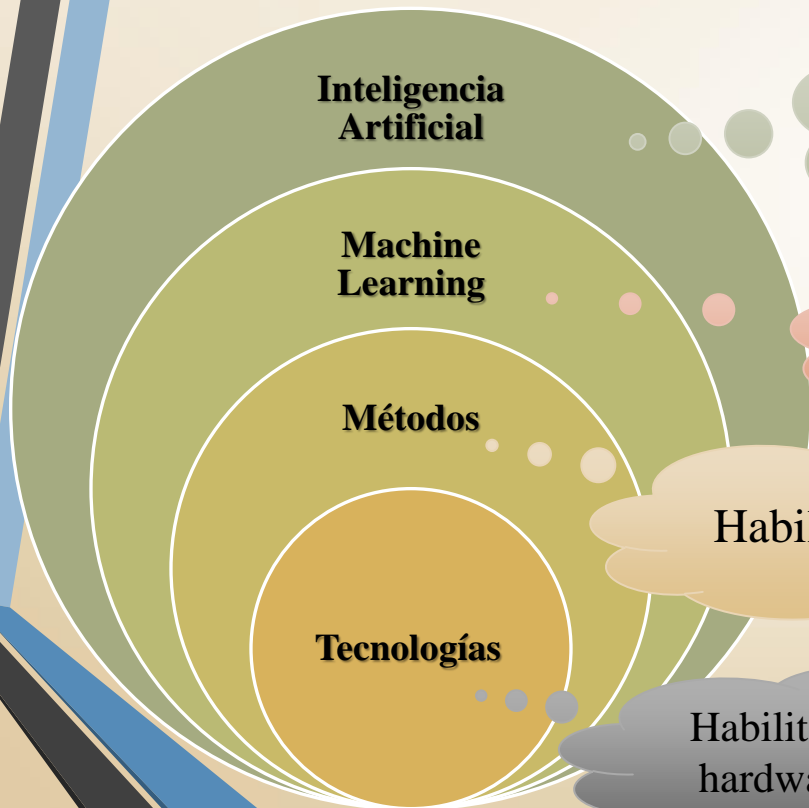 Inteligencia
Artificial
Machine
Learning
Métodos
Tecnologías